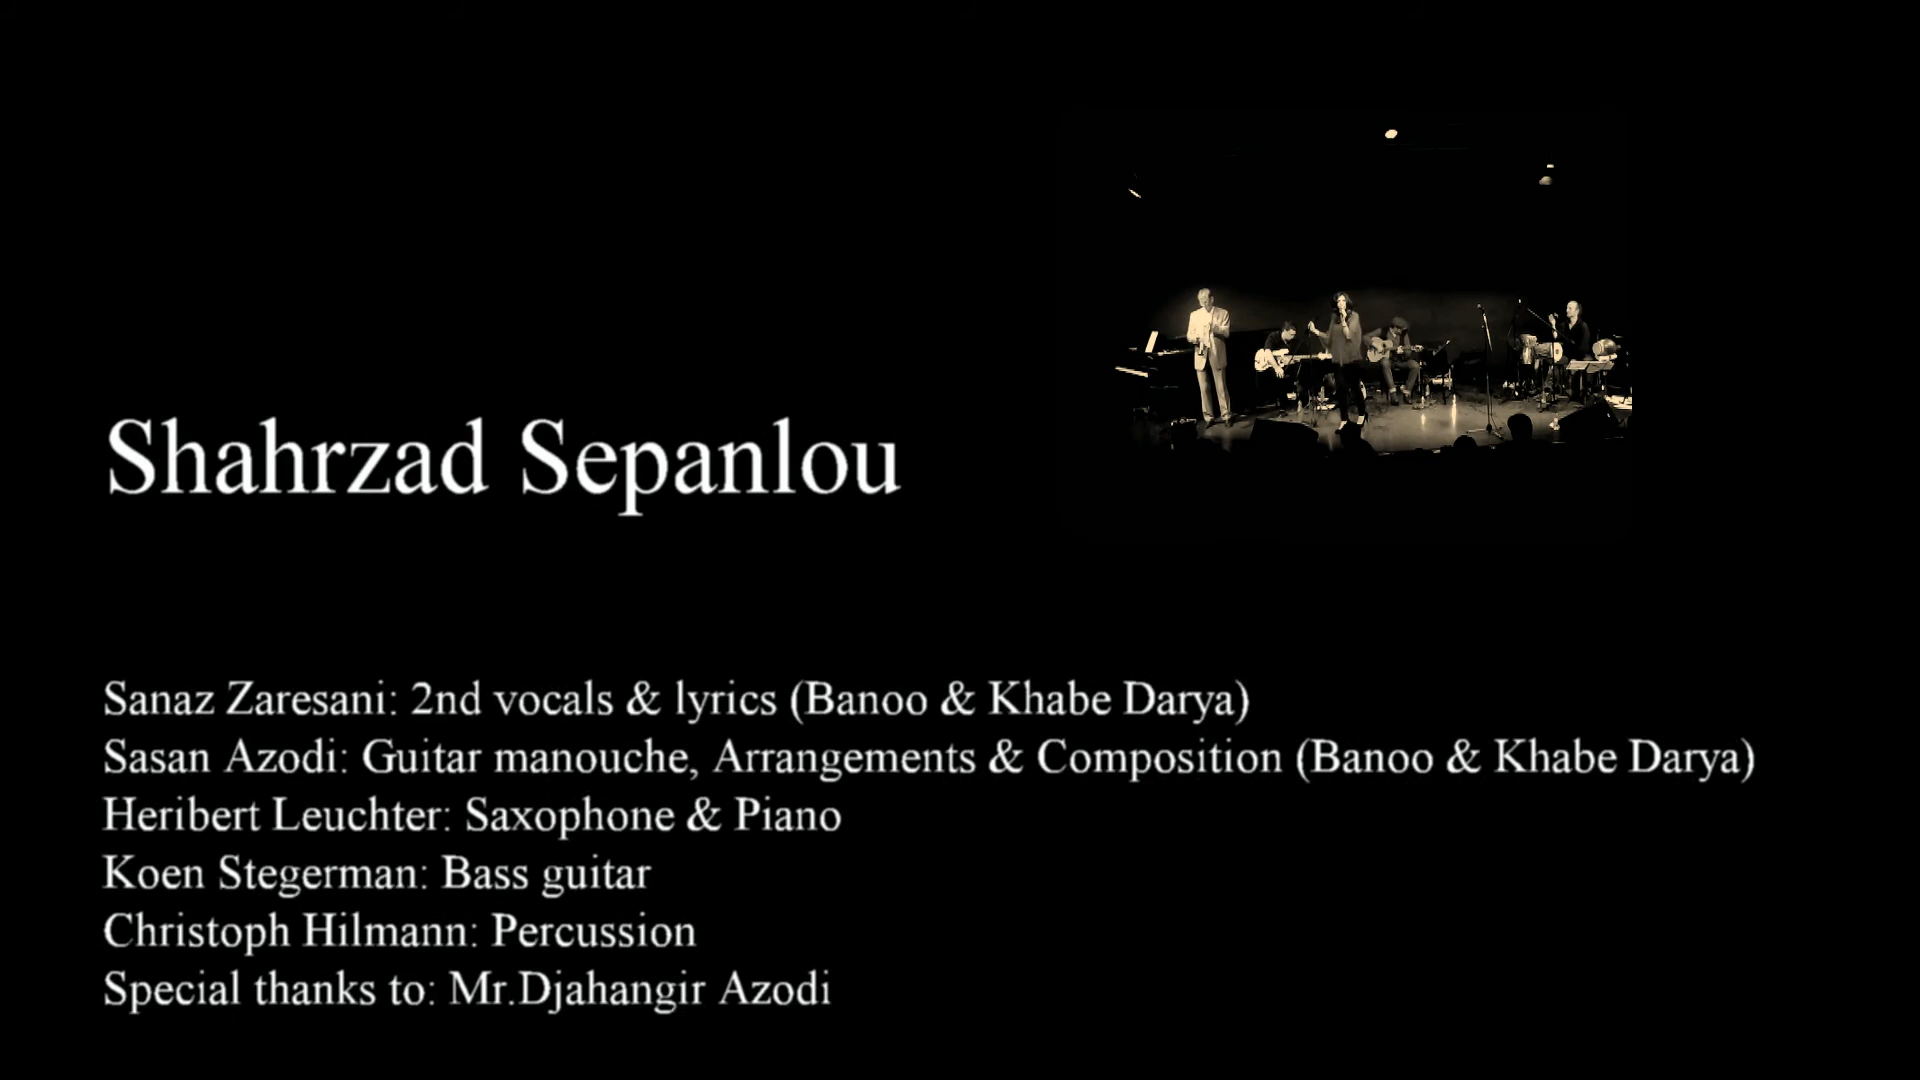 Shahrzad Sepanlou
Sanaz Zaresani: 2nd vocals & lyrics (Banoo & Khabe Darya)
Sasan Azodi: Guitar manouche, Arrangements & Composition (Banoo & Khabe Darya)
Heribert Leuchter: Saxophone & Piano
Koen Stegerman: Bass guitar
Christoph Hilmann: Percussion
Special thanks to: Mr.Djahangir Azodi